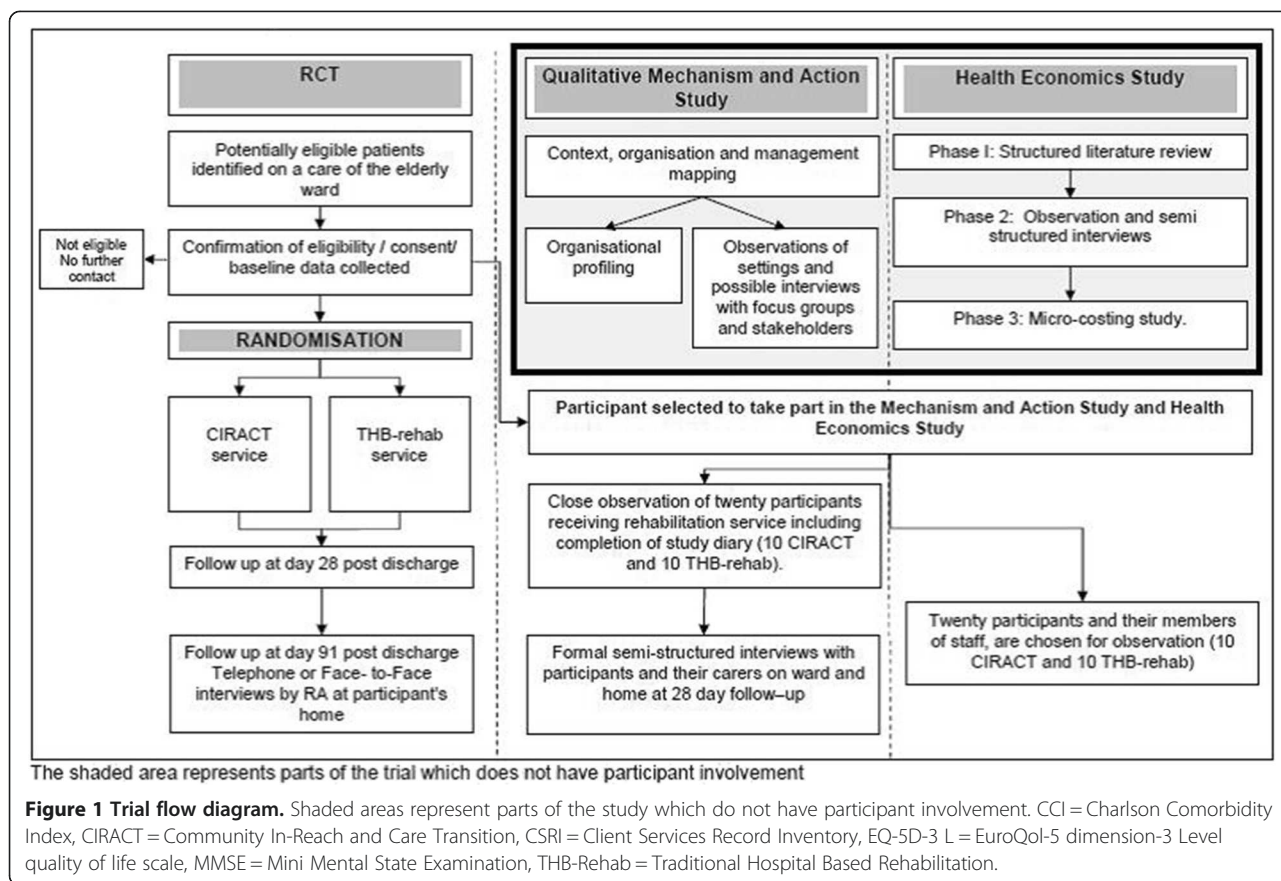 RCT
Potentially eligible patients
identified on a care of the elderly
ward
Not eligible
No further
contact
Confirmation of eligibility / consent/
baseline data collected
RANDOMISATION
CIRACT
service
THB-rehab
service
Follow up at day 28 post discharge
Follow up at day 91 post discharge
Telephone or Face- to-Face
interviews by RA at participant's
home
Qualitative Mechanism and Action
Study
Context, organisation and management
mapping
Organisational
profiling
Observations of
settings and
possible interviews
with focus groups
and stakeholders
Health Economics Study
Phase I: Structured literature review
Phase 2: Observation and semi
structured interviews
Phase 3: Micro-costing study.
Participant selected to take part in the Mechanism and Action Study and Health
Economics Study
Close observation of twenty participants
receiving rehabilitation service including
completion of study diary (10 CIRACT
and 10 THB-rehab).
Formal semi-structured interviews with
participants and their carers on ward and
home at 28 day follow–up
Twenty participants and their members
of staff, are chosen for observation (10
CIRACT and 10 THB-rehab)
The shaded area represents parts of the trial which does not have participant involvement
Figure 1 Trial flow diagram. Shaded areas represent parts of the study which do not have participant involvement. CCI = Charlson Comorbidity
Index, CIRACT = Community In-Reach and Care Transition, CSRI = Client Services Record Inventory, EQ-5D-3 L = EuroQol-5 dimension-3 Level
quality of life scale, MMSE = Mini Mental State Examination, THB-Rehab = Traditional Hospital Based Rehabilitation.